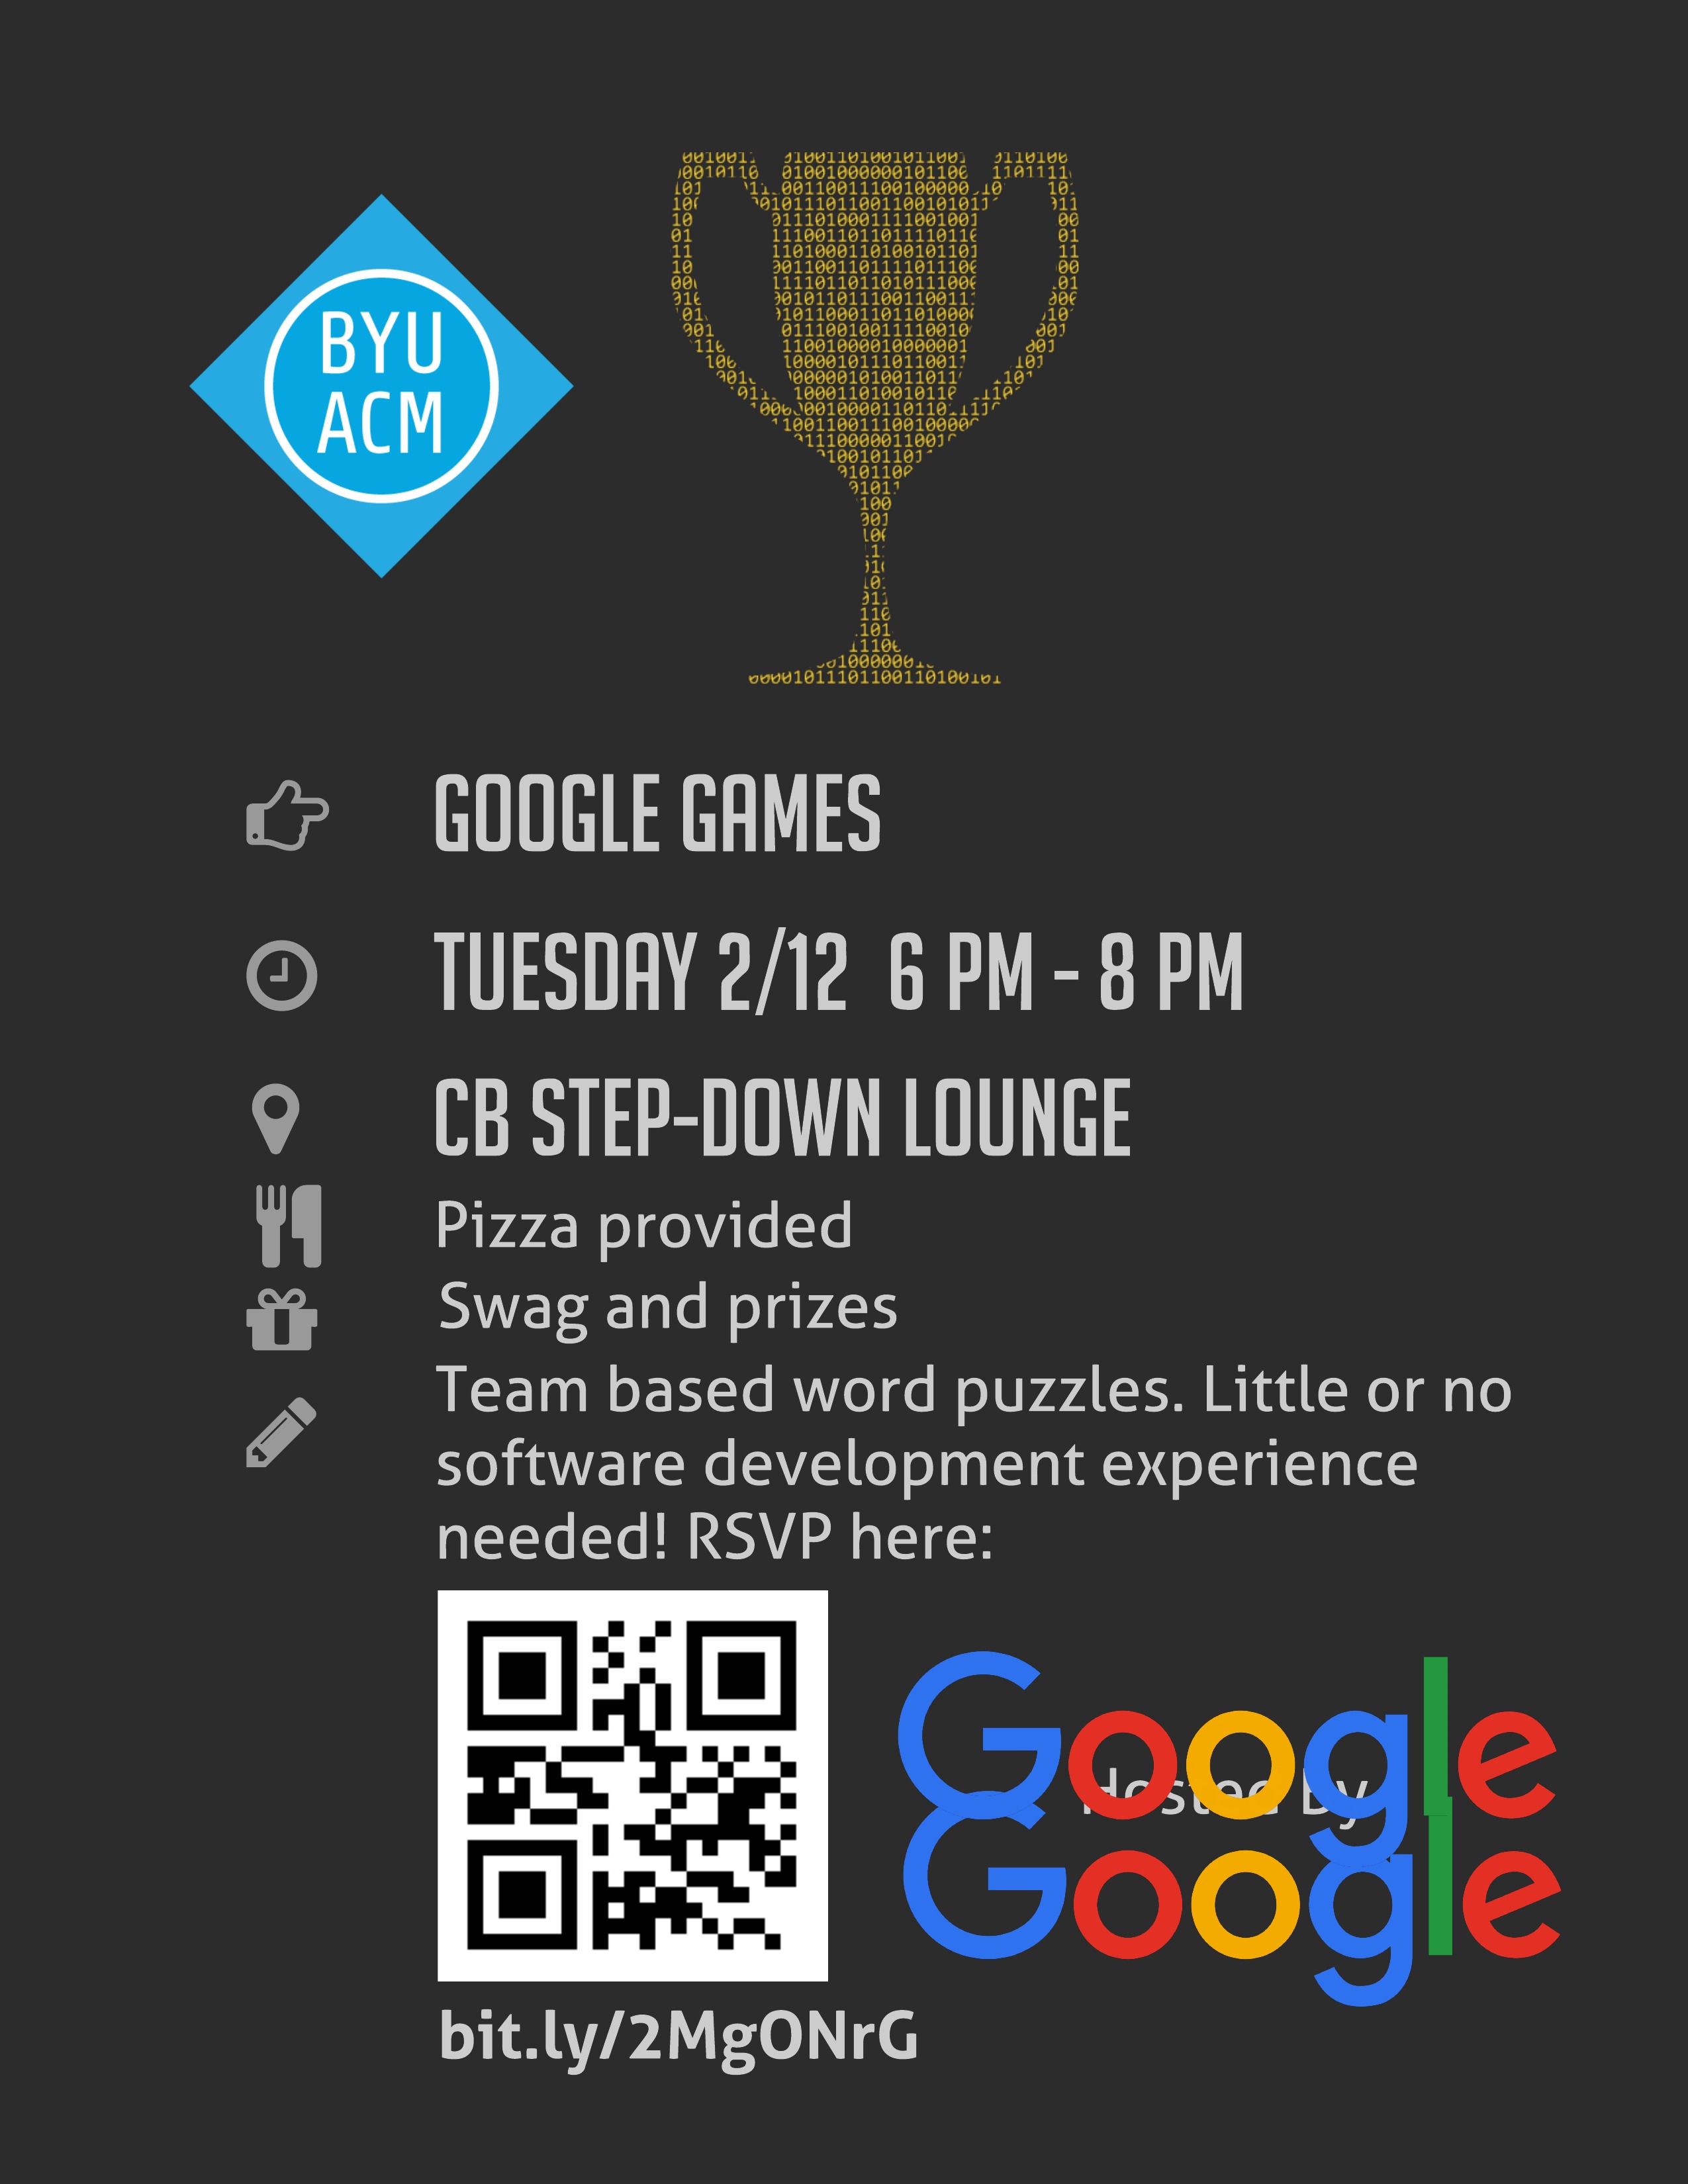 BYU
ACM
GOOGLE GAMES
TUESDAY 2/12 6 PM - 8 PM
CB STEP-DOWN LOUNGE
Pizza provided
Swag and prizes
Team based word puzzles. Little or no
software development experience
needed! RSVP here:
Google
Hosted by
Google
bit.ly/2MgONrG